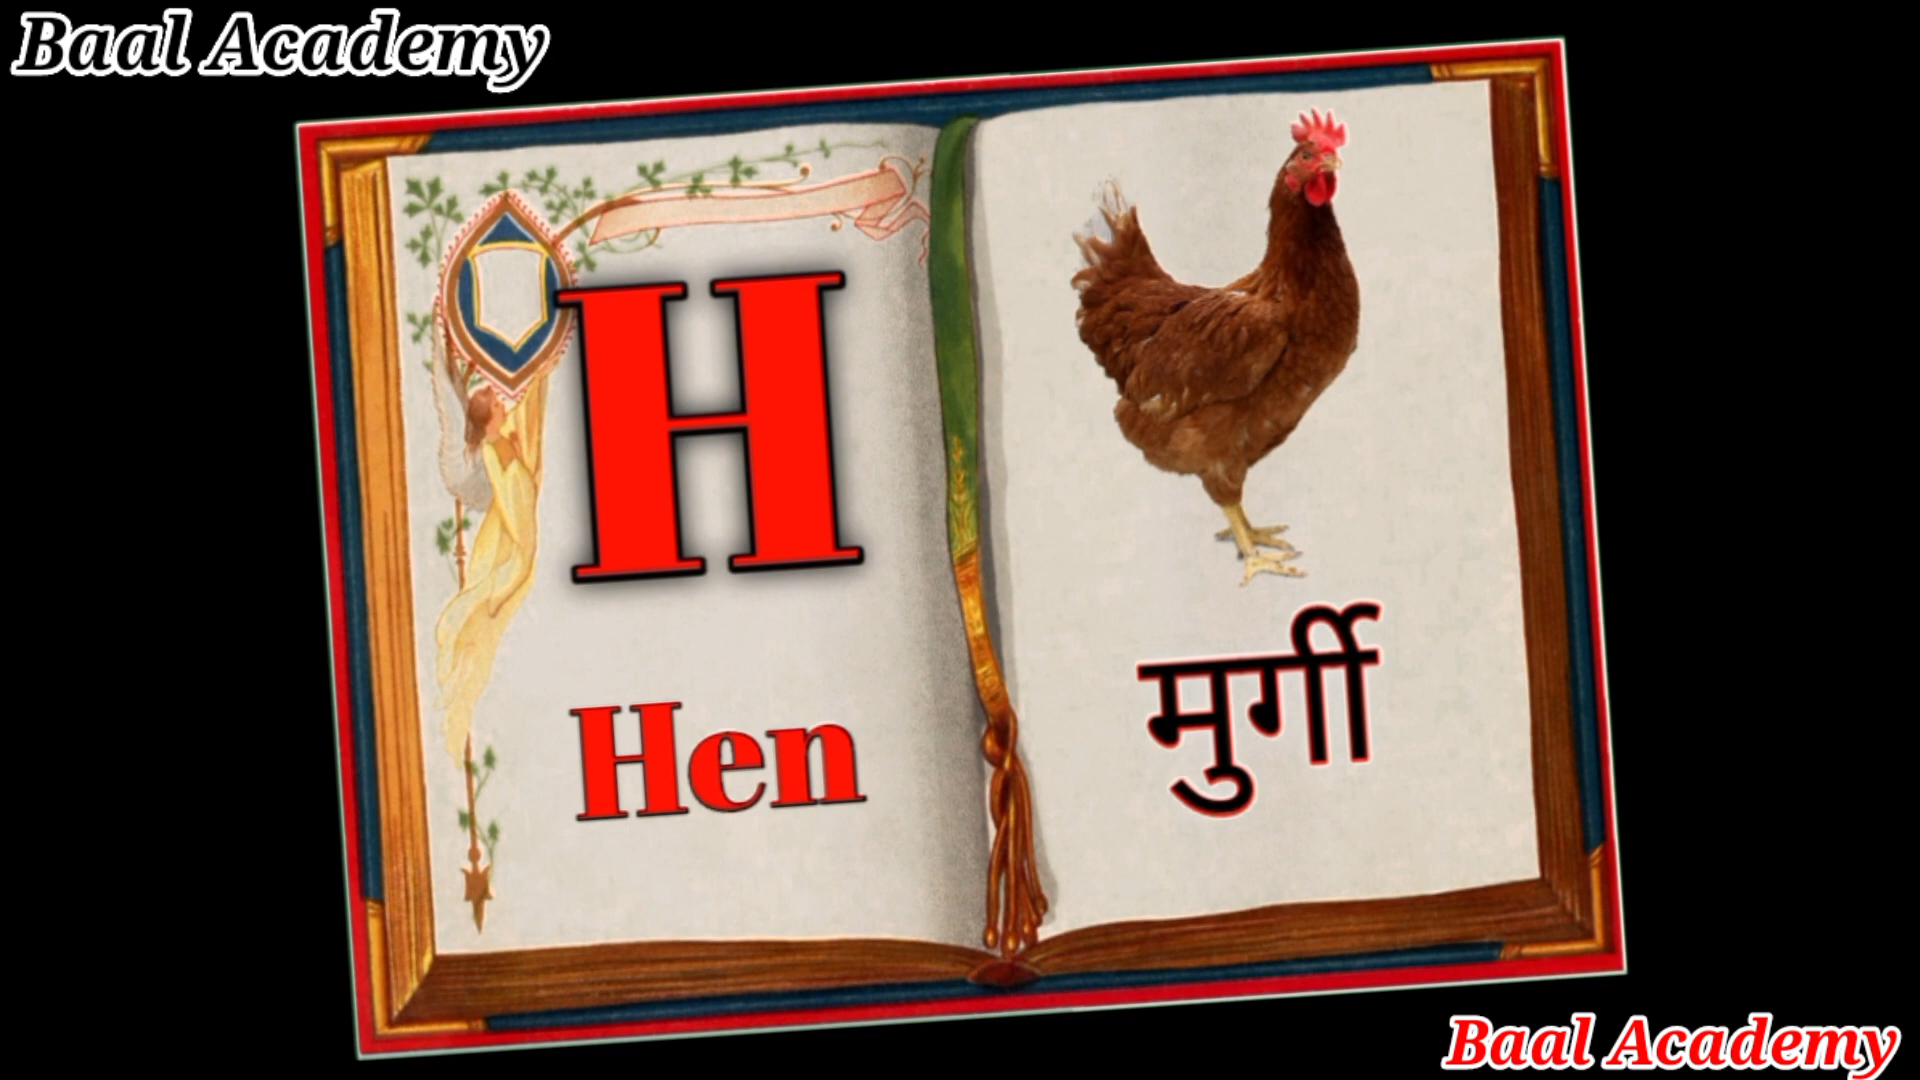 Baal Academy
H
Hen
मुर्गी
Baal Academy